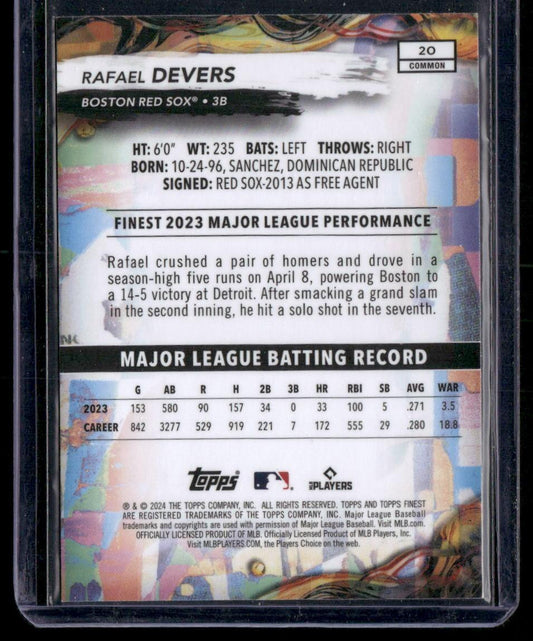 20
COMMON
RAFAEL DEVERS
BOSTON RED SOX® • 3B
HT: 6'0" WT: 235 BATS: LEFT THROWS: RIGHT
BORN: 10-24-96, SANCHEZ, DOMINICAN REPUBLIC
SIGNED: RED SOX-2013 AS FREE AGENT
FINEST 2023 MAJOR LEAGUE PERFORMANCE
Rafael crushed a pair of homers and drove in a
season-high five runs on April 8, powering Boston to
a 14-5 victory at Detroit. After smacking a grand slam
in the second inning, he hit a solo shot in the seventh.
MAJOR LEAGUE BATTING RECORD
G AB R H 2B 3B HR RBI SB AVG WAR
2023 153 580 90 157 34 0 33 100 5 .271 3.5
CAREER 842 3277 529 919 221 7 172 555 29 .280 18.8
Topps
MLB PLAYERS
® & © 2024 THE TOPPS COMPANY, INC. ALL RIGHTS RESERVED. TOPPS AND TOPPS FINEST
ARE REGISTERED TRADEMARKS OF THE TOPPS COMPANY, INC. Major League Baseball
trademarks and copyrights are used with permission of Major League Baseball. Visit MLB.com.
OFFICIALLY LICENSED PRODUCT OF MLB. Officially Licensed Product of MLB Players, Inc.
Visit MLBPLAYERS.COM, the Players Choice on the web.